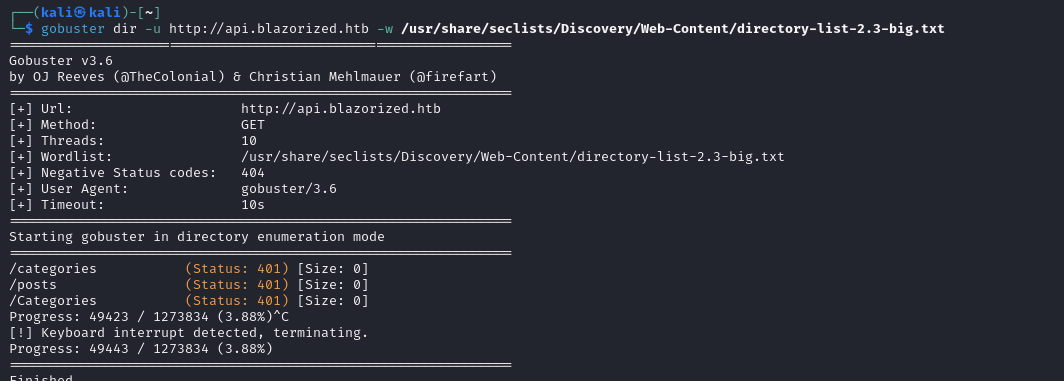 ┌──(kali㉿kali)-[~]
└─$ gobuster dir -u http://api.blazorized.htb -w /usr/share/seclists/Discovery/Web-Content/directory-list-2.3-big.txt
===============================================================
Gobuster v3.6
by OJ Reeves (@TheColonial) & Christian Mehlmauer (@firefart)
===============================================================
[+] Url:                     http://api.blazorized.htb
[+] Method:                  GET
[+] Threads:                 10
[+] Wordlist:                /usr/share/seclists/Discovery/Web-Content/directory-list-2.3-big.txt
[+] Negative Status codes:   404
[+] User Agent:              gobuster/3.6
[+] Timeout:                 10s
===============================================================
Starting gobuster in directory enumeration mode
===============================================================
/categories           (Status: 401) [Size: 0]
/posts                (Status: 401) [Size: 0]
/Categories           (Status: 401) [Size: 0]
Progress: 49423 / 1273834 (3.88%)^C
[!] Keyboard interrupt detected, terminating.
Progress: 49443 / 1273834 (3.88%)
===============================================================
Finished